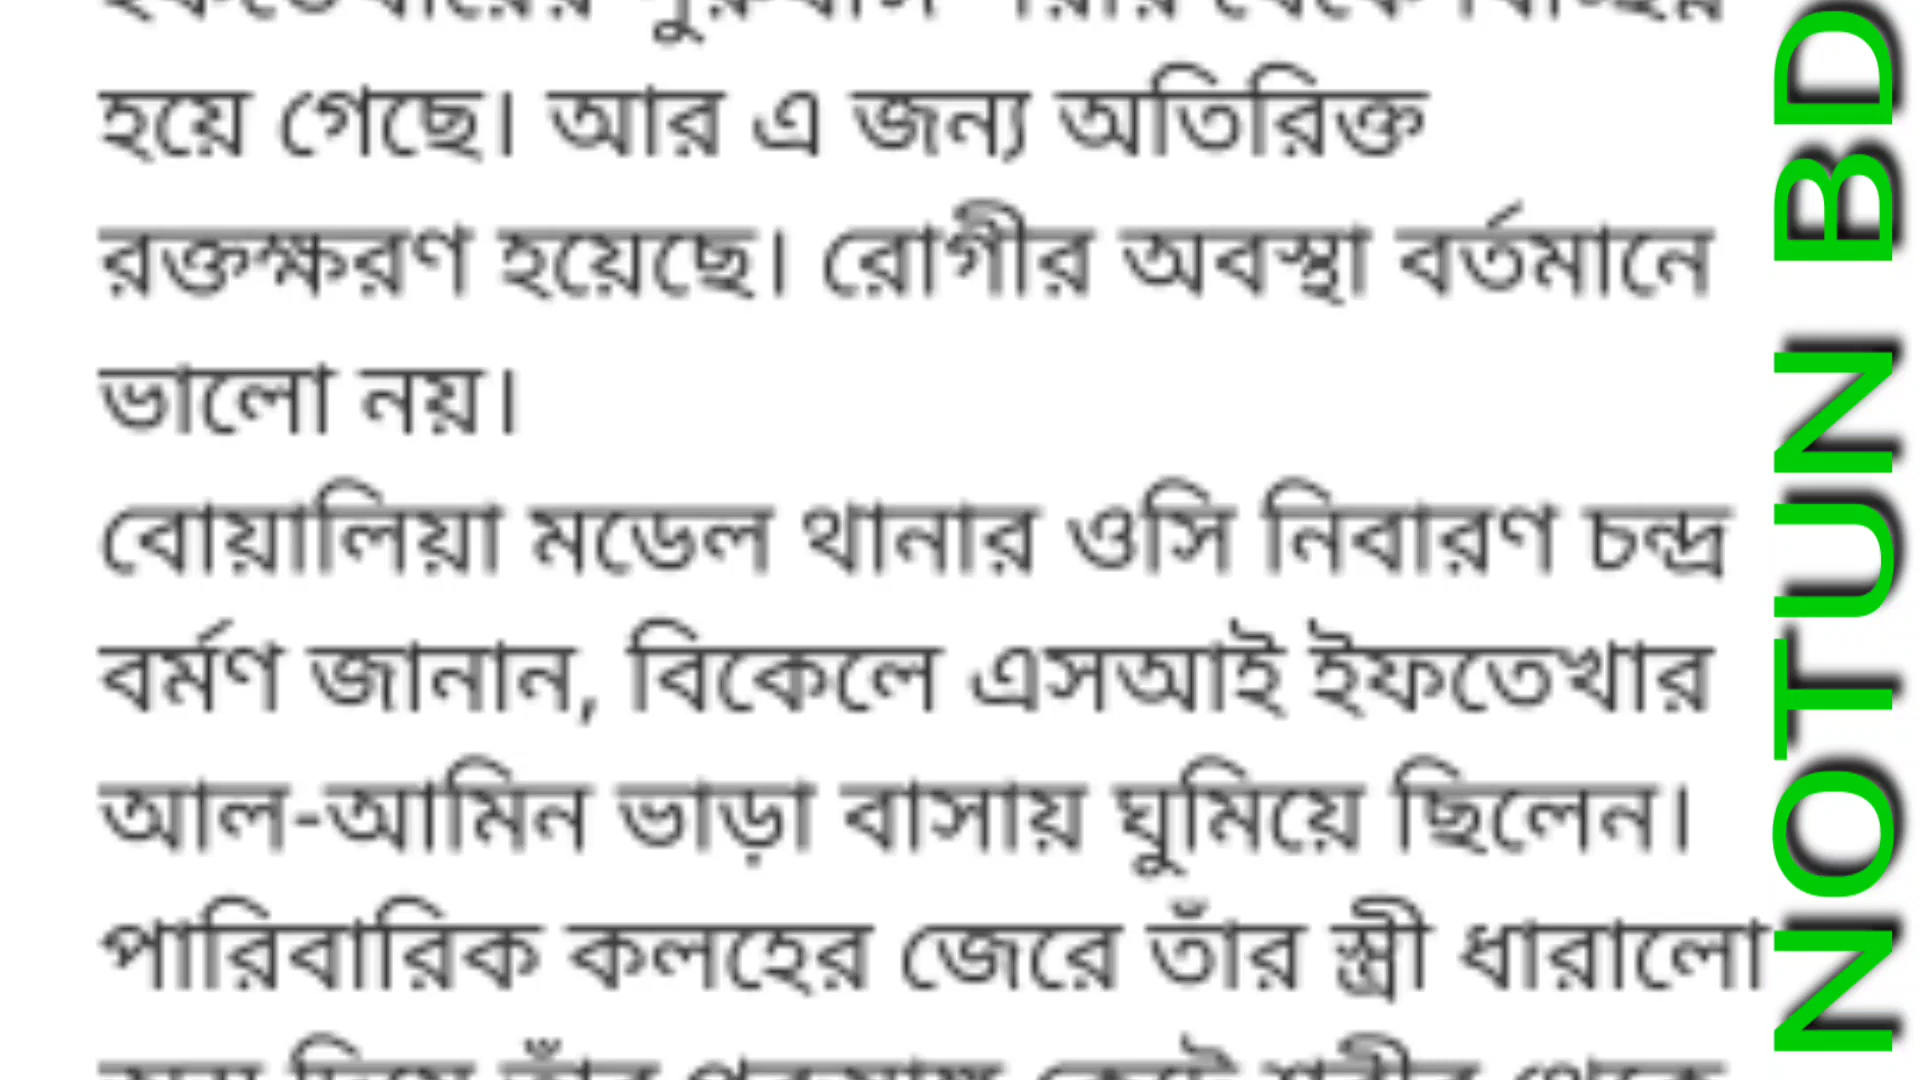 হয়ে গেছে। আর এ জন্য অতিরিক্ত
রক্তক্ষরণ হয়েছে। রোগীর অবস্থা বর্তমানে
ভালো নয়।
বোয়ালিয়া মডেল থানার ওসি নিবারণ চন্দ্র
বর্মণ জানান, বিকেলে এসআই ইফতেখার
আল-আমিন ভাড়া বাসায় ঘুমিয়ে ছিলেন।
পারিবারিক কলহের জেরে তাঁর স্ত্রী ধারালো
NOTUN BD